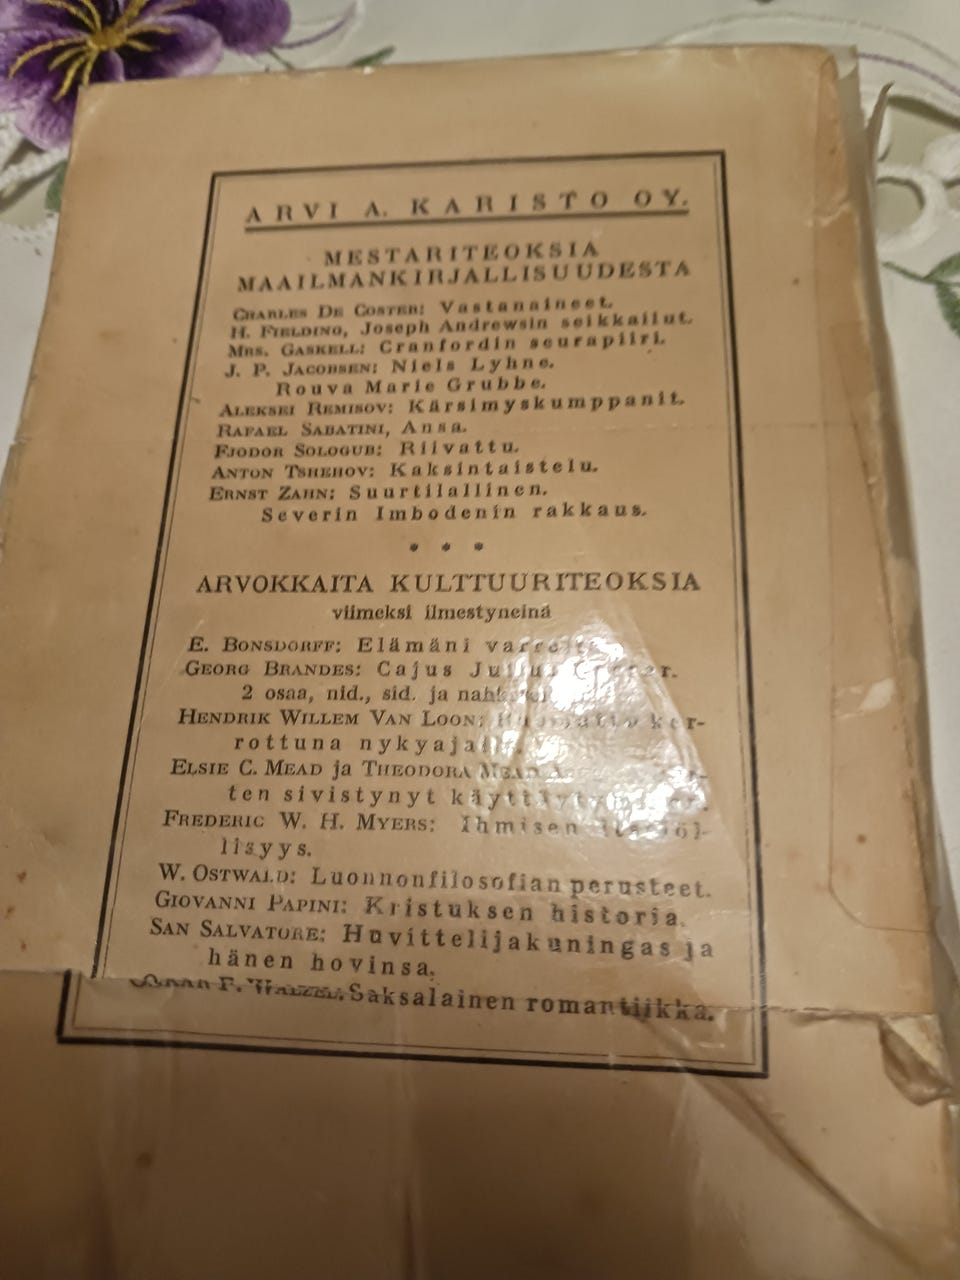 ARVI A. KARISTO OY.
MESTARITEOKSIA
MAAILMANKIRJALLISUUDESTA
CHARLES DE COSTER: Vastanaineet.
H. FIELDING, Joseph Andrewsin seikkailut.
MRS. GASKELL: Cranfordin seurapiiri.
J. P. JACOBSEN: Niels Lyhne.
Rouva Marie Grubbe.
ALEKSEI REMISOV: Kärsimyskumppanit.
RAFAEL SABATINI, Ansa.
FJODOR SOLOGUB: Riivattu.
ANTON TSHEHOV: Kaksintaistelu.
ERNST ZAHN: Suurtilallinen.
Severin Imbodenin rakkaus.
* * *
ARVOKKAITA KULTTUURITEOKSIA
viimeksi ilmestyneinä
E. BONSDORFF: Elämäni
GEORG BRANDES: Cajus Julius
2 osaa, nid., sid. ja
HENDRIK WILLEM VAN LOON: ker-
rottuna
ELSIE C. MEAD ja THEODORA MEAD
ten sivistynyt
FREDERIC W. H. MYERS: Ihmisen
lisyys.
W. OSTWALD: Luonnonfilosofian perusteet.
GIOVANNI PAPINI: Kristuksen historia.
SAN SALVATORE: Huvittelijakuningas ja
hänen hovinsa.
F. Saksalainen romantiikka.